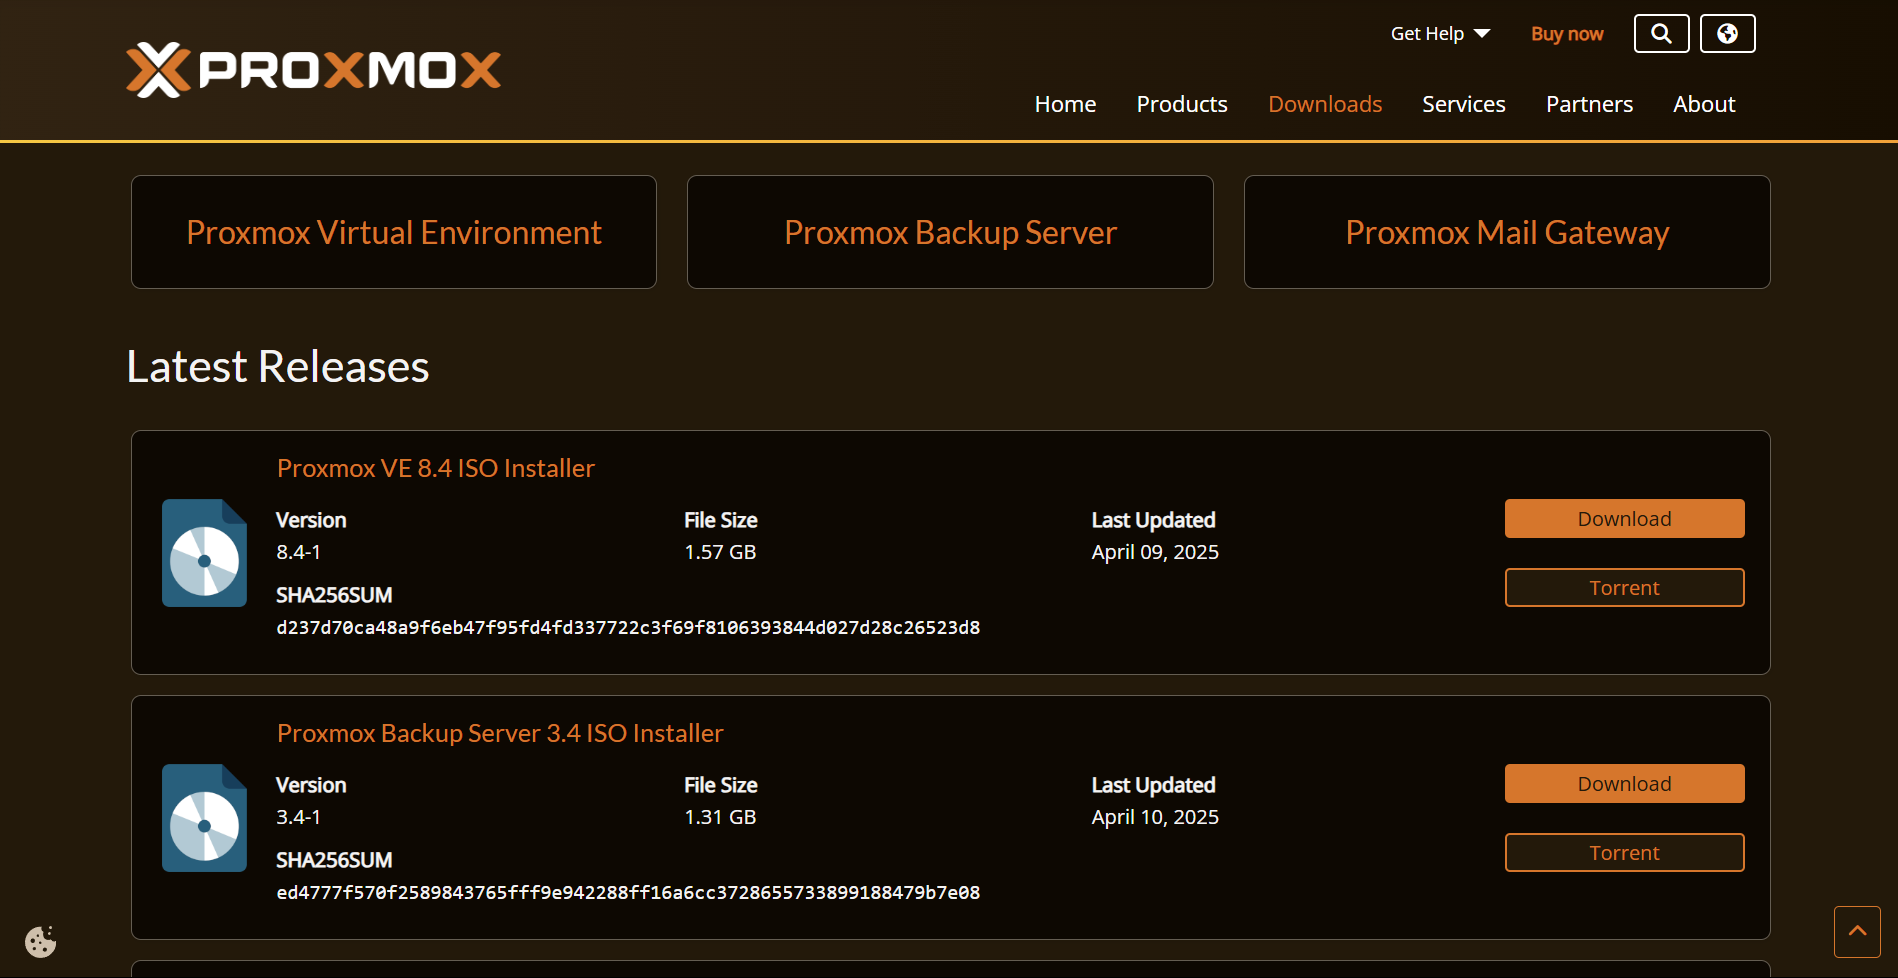 Get Help
Buy now
PROXMOX
Home Products Downloads Services Partners About
Proxmox Virtual Environment
Proxmox Backup Server
Proxmox Mail Gateway
Latest Releases
Proxmox VE 8.4 ISO Installer
Version File Size Last Updated
8.4-1 1.57 GB April 09, 2025
SHA256SUM
d237d70ca48a9f6eb47f95fd4fd337722c3f69f8106393844d027d28c26523d8
Download
Torrent
Proxmox Backup Server 3.4 ISO Installer
Version File Size Last Updated
3.4-1 1.31 GB April 10, 2025
SHA256SUM
ed4777f570f2589843765fff9e942288ff16a6cc3728655733899188479b7e08
Download
Torrent